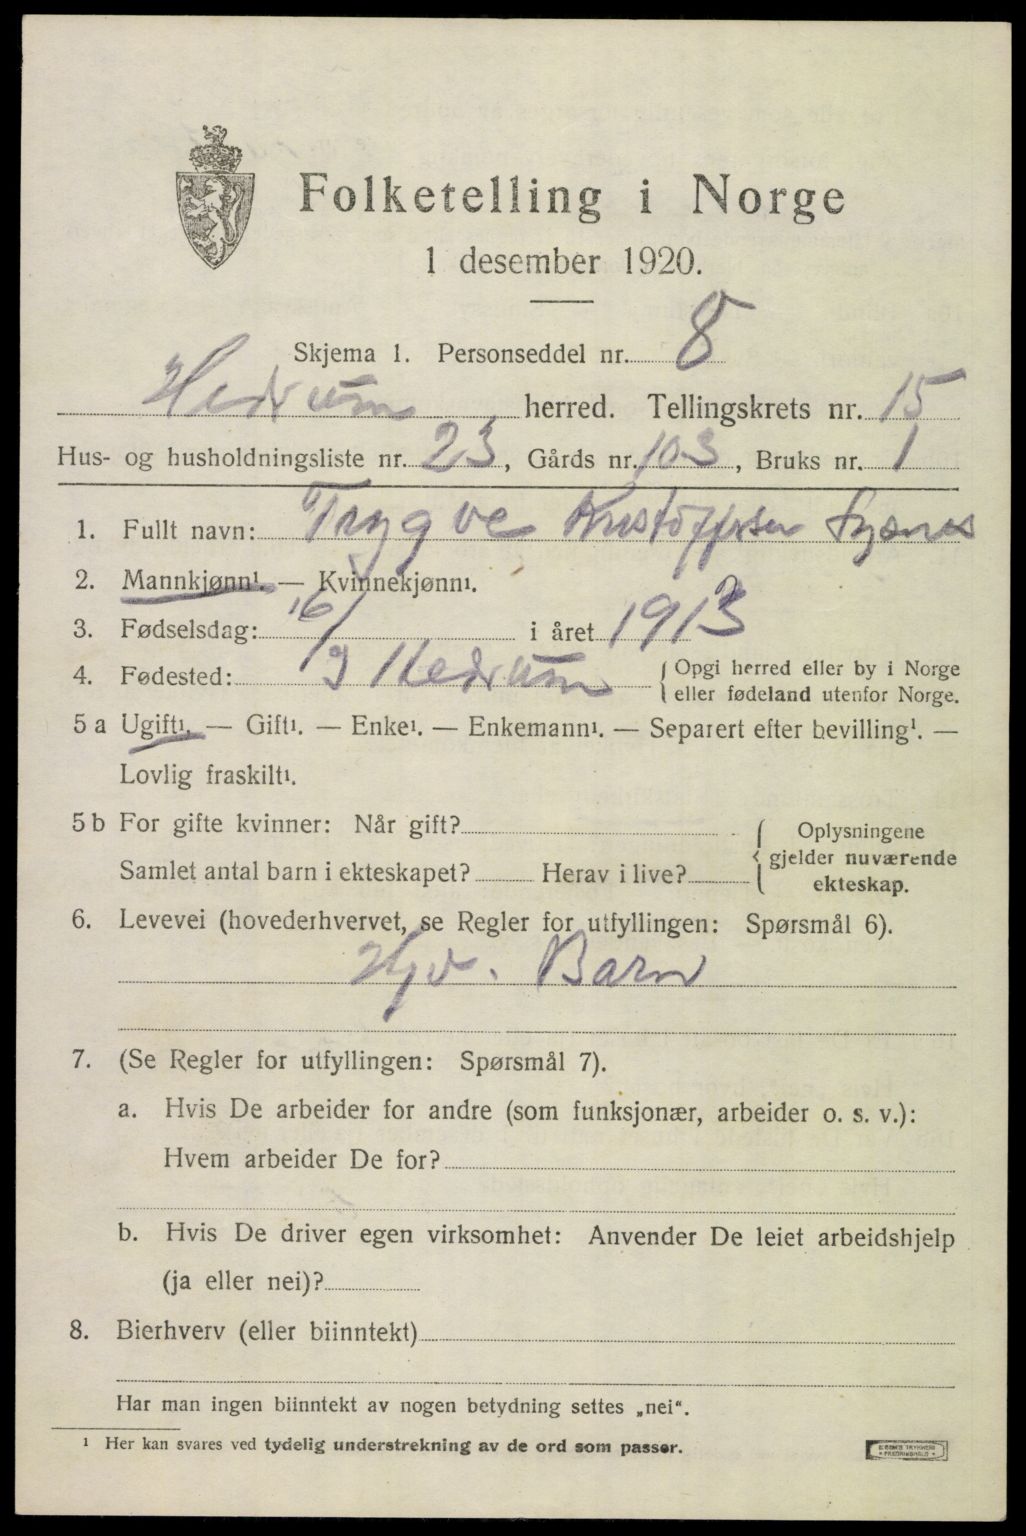 Folketelling i Norge
1 desember 1920.
Skjema 1. Personseddel nr. 8
Hedrum herred. Tellingskrets nr. 15
Hus- og husholdningsliste nr. 23, Gårds nr. 103, Bruks nr. 1
1. Fullt navn: Trygve Kristoffersen
2. Mannkjønn¹. — Kvinnekjønn¹.
3. Fødselsdag: 16/9 i året 1913
4. Fødested: Hedrum { Opgi herred eller by i Norge
eller fødeland utenfor Norge.
5 a Ugift¹. — Gift¹. — Enke¹. — Enkemann¹. — Separert efter bevilling¹. —
Lovlig fraskilt¹.
5 b For gifte kvinner: Når gift?
Samlet antal barn i ekteskapet? Herav i live?
{ Oplysningene
gjelder nuværende
ekteskap.
6. Levevei (hovederhvervet, se Regler for utfyllingen: Spørsmål 6).
Barn
7. (Se Regler for utfyllingen: Spørsmål 7).
a. Hvis De arbeider for andre (som funksjonær, arbeider o. s. v.):
Hvem arbeider De for?
b. Hvis De driver egen virksomhet: Anvender De leiet arbeidshjelp
(ja eller nei)?
8. Bierhverv (eller biinntekt)
Har man ingen biinntekt av nogen betydning settes „nei“.
¹ Her kan svares ved tydelig understrekning av de ord som passer.